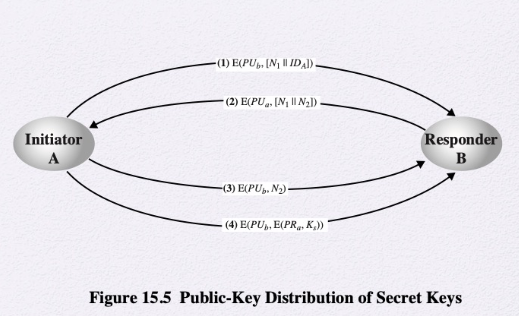 (1) E(PU_b, [N_1 || ID_A])
(2) E(PU_a, [N_1 || N_2])
Initiator
A
Responder
B
(3) E(PU_b, N_2)
(4) E(PU_b, E(PR_a, K_s))
Figure 15.5 Public-Key Distribution of Secret Keys